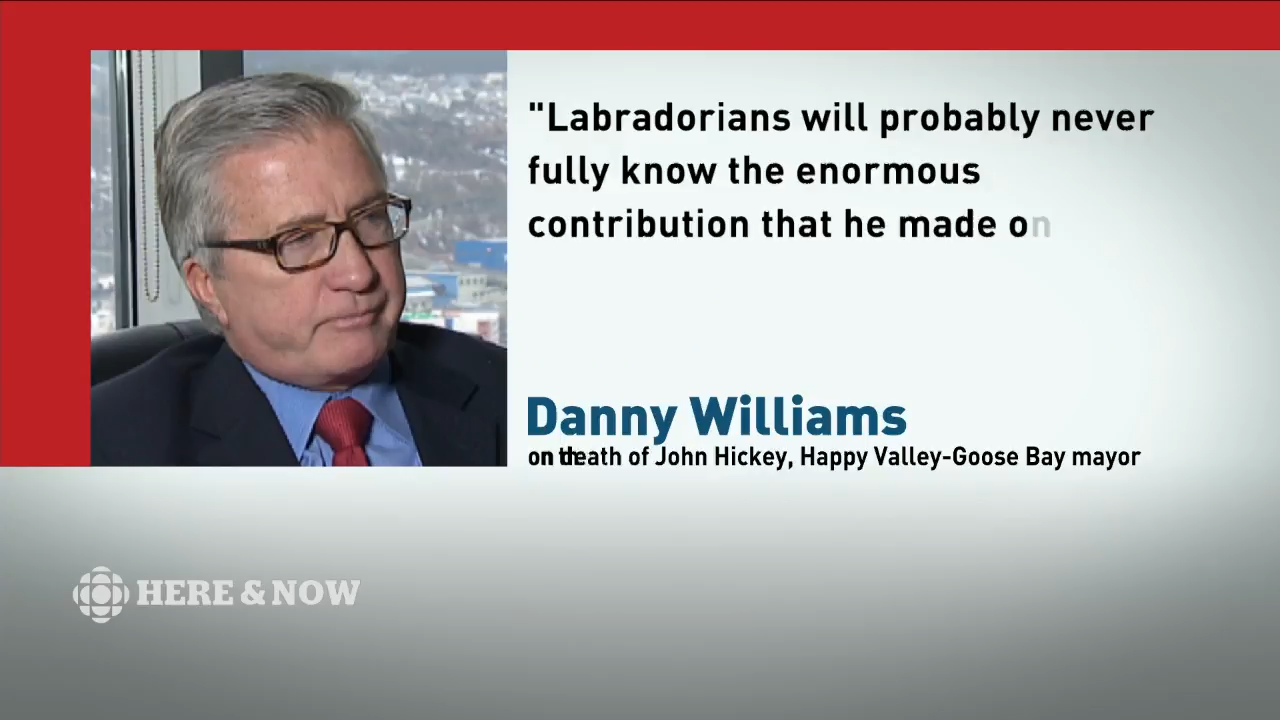 "Labradorians will probably never
fully know the enormous
contribution that he made on
Danny Williams
death of John Hickey, Happy Valley-Goose Bay mayor
HERE & NOW